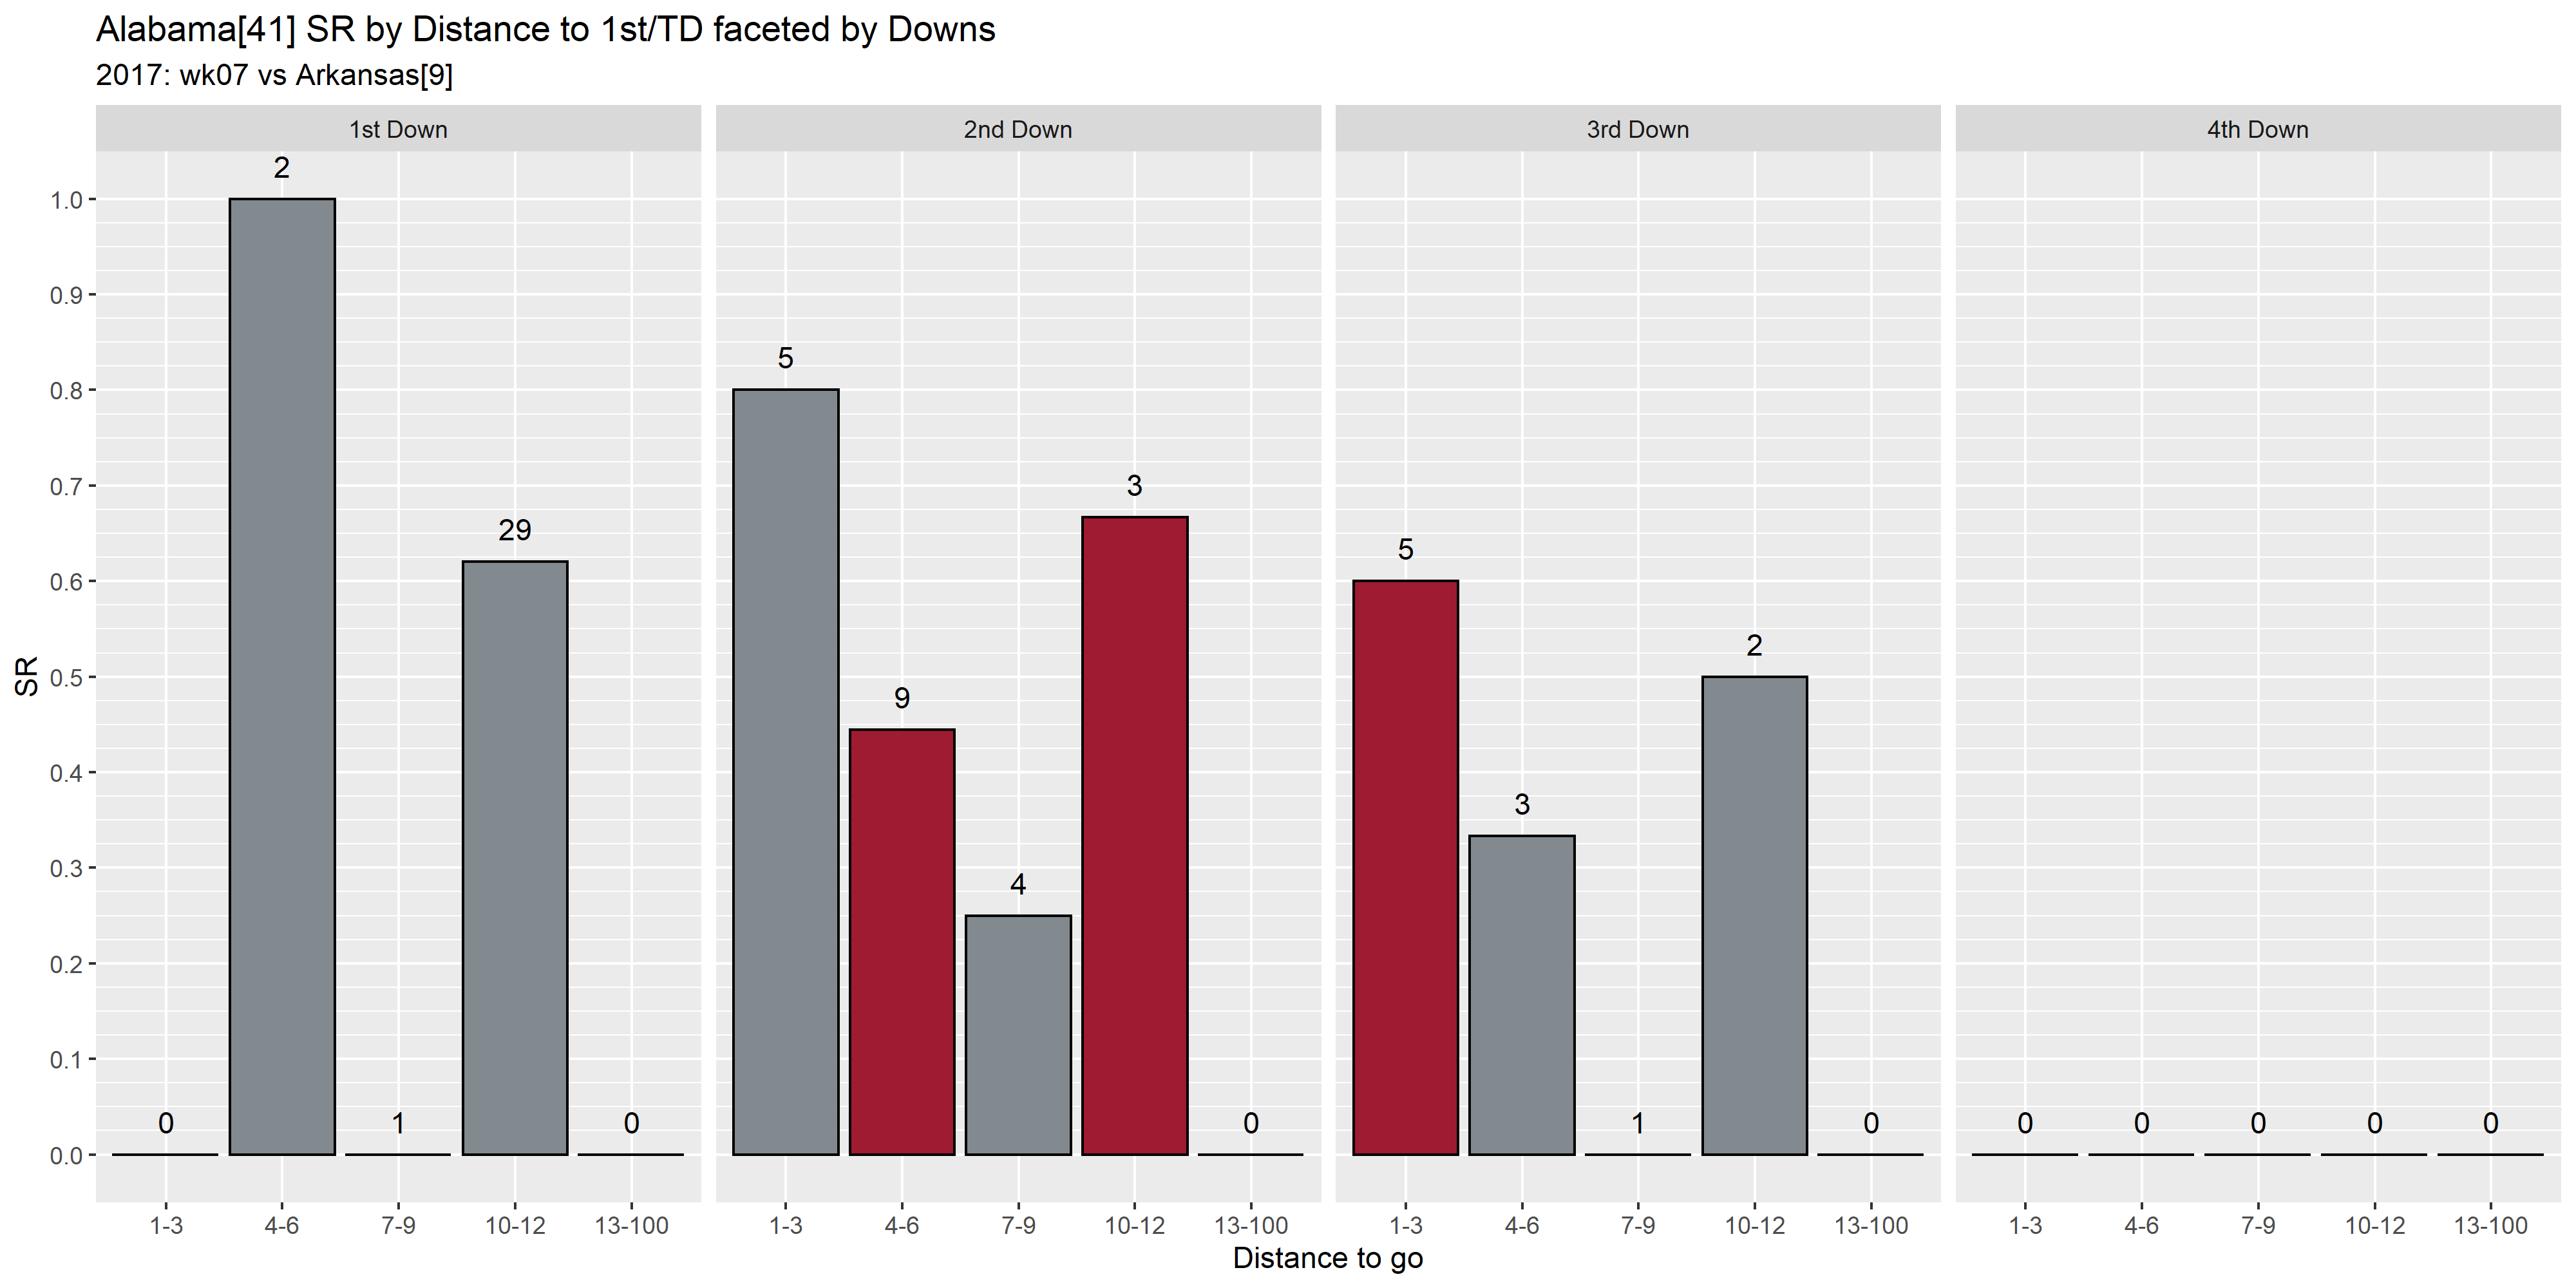 Alabama[41] SR by Distance to 1st/TD faceted by Downs
2017: wk07 vs Arkansas[9]
1st Down
2nd Down
3rd Down
4th Down
SR
1.0
0.9
0.8
0.7
0.6
0.5
0.4
0.3
0.2
0.1
0.0
0 2 1 29 0
5 9 4 3 0
5 3 1 2 0
0 0 0 0 0
1-3 4-6 7-9 10-12 13-100
1-3 4-6 7-9 10-12 13-100
1-3 4-6 7-9 10-12 13-100
1-3 4-6 7-9 10-12 13-100
Distance to go